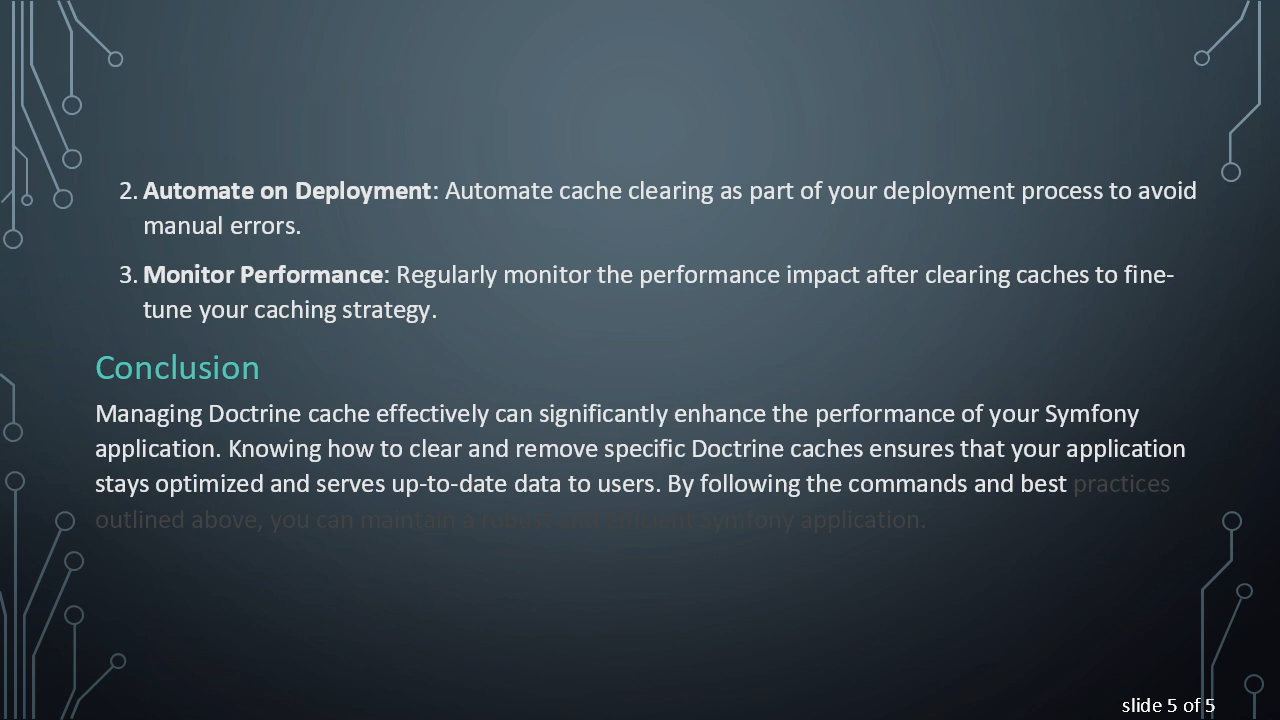 2. Automate on Deployment: Automate cache clearing as part of your deployment process to avoid
manual errors.
3. Monitor Performance: Regularly monitor the performance impact after clearing caches to fine-
tune your caching strategy.
Conclusion
Managing Doctrine cache effectively can significantly enhance the performance of your Symfony
application. Knowing how to clear and remove specific Doctrine caches ensures that your application
stays optimized and serves up-to-date data to users. By following the commands and best practices
outlined above, you can maintain a robust and efficient Symfony application.
slide 5 of 5